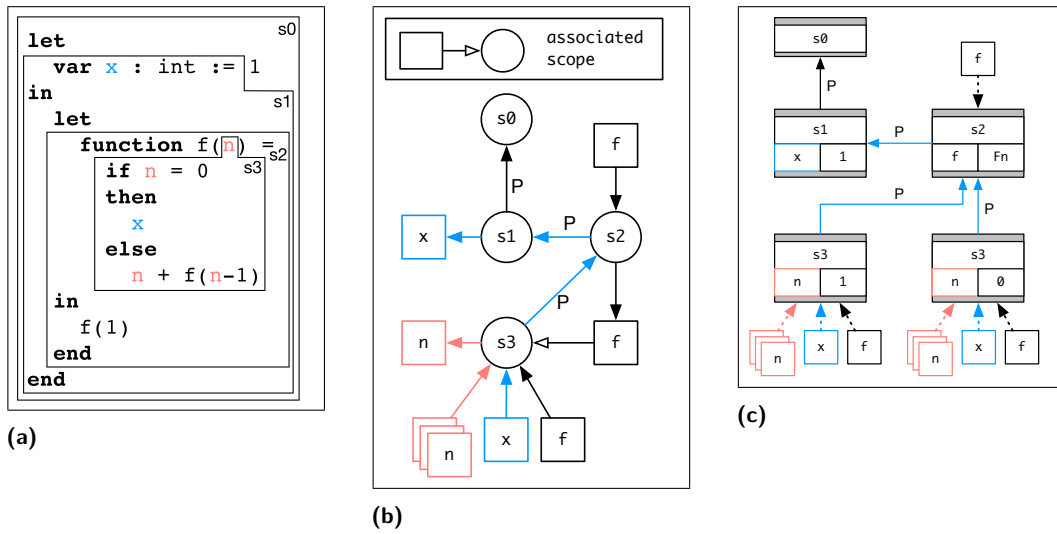 s0
let
var x : int := 1
in
s1
let
function f(n) =
s2
if n = 0
s3
then
x
else
n + f(n-1)
in
f(1)
end
end
(a)
associated
scope
s0
f
P
x
s1
P
s2
P
n
s3
f
n
x
f
(b)
s0
f
P
s1
P
s2
x
1
f
Fn
P
P
s3
s3
n
1
n
0
n
x
f
n
x
f
(c)